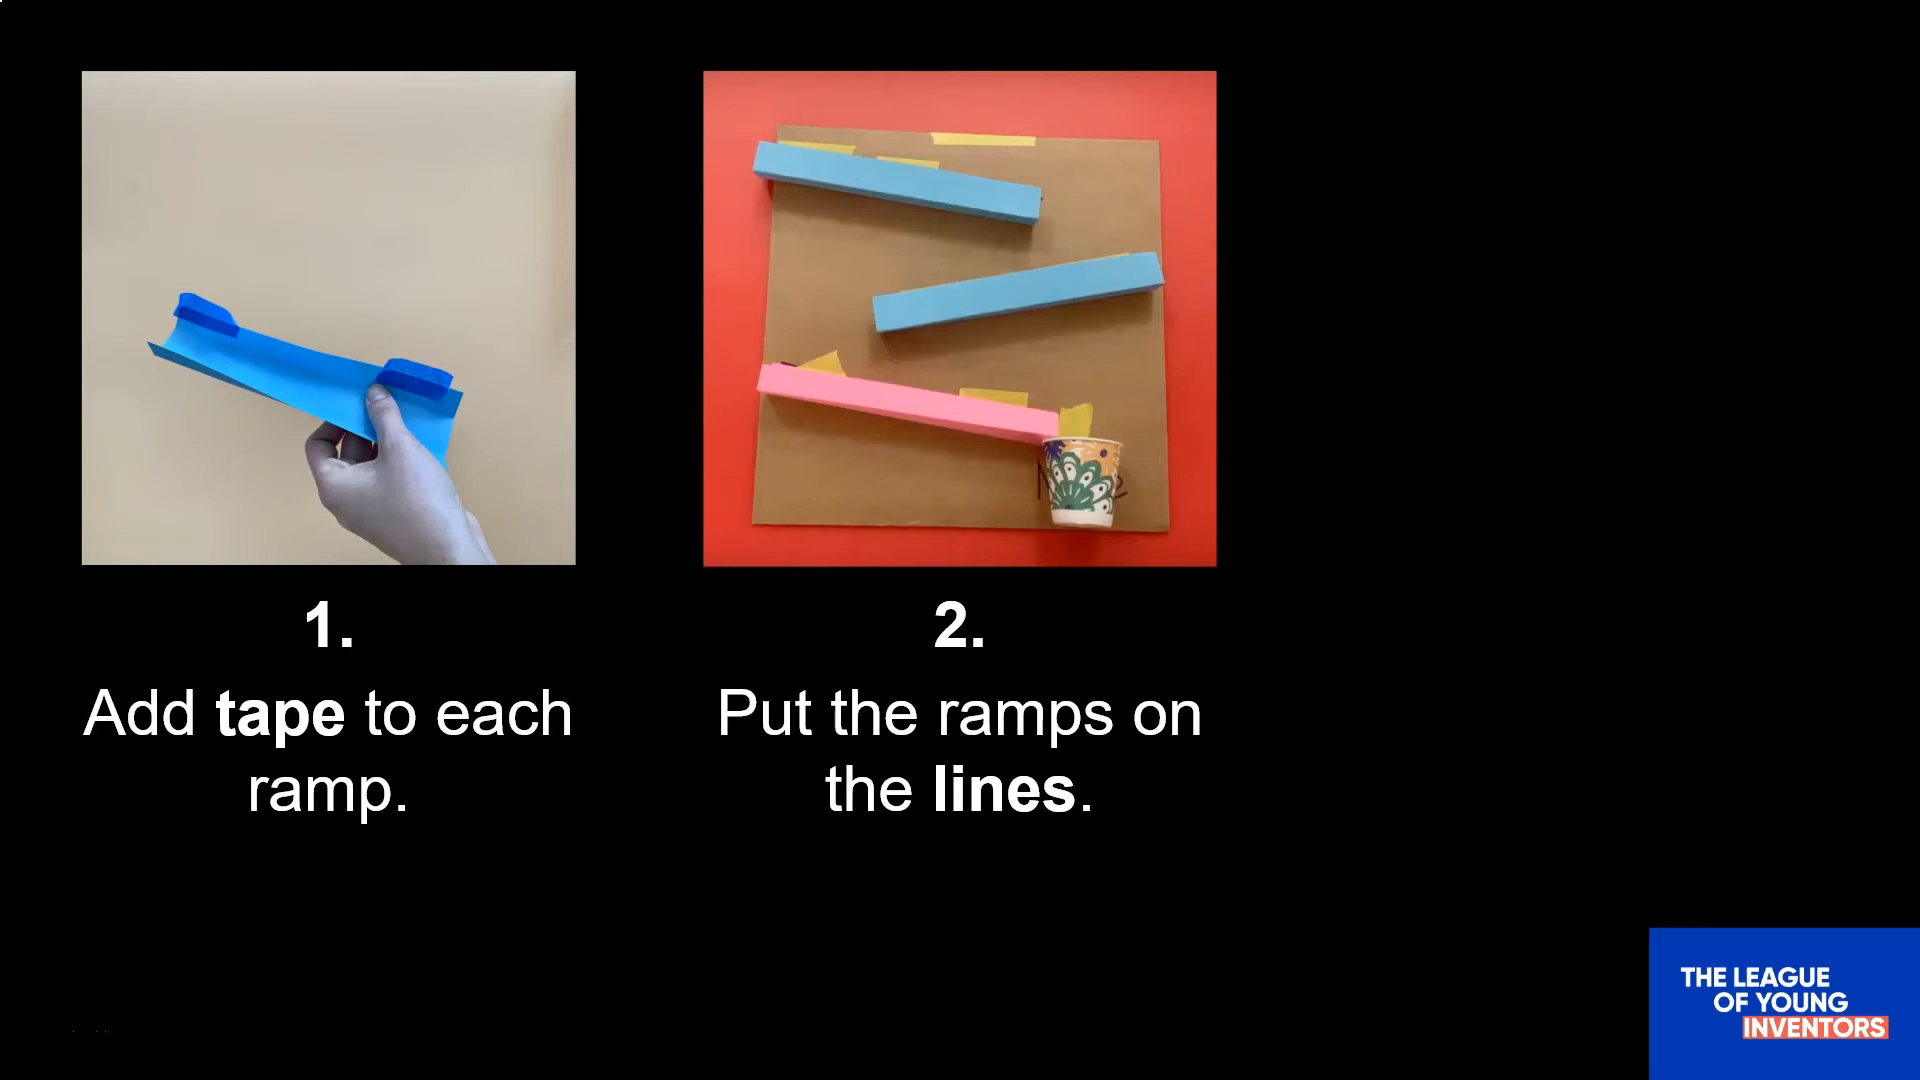 1.
Add tape to each
ramp.
2.
Put the ramps on
the lines.
THE LEAGUE
OF YOUNG
INVENTORS